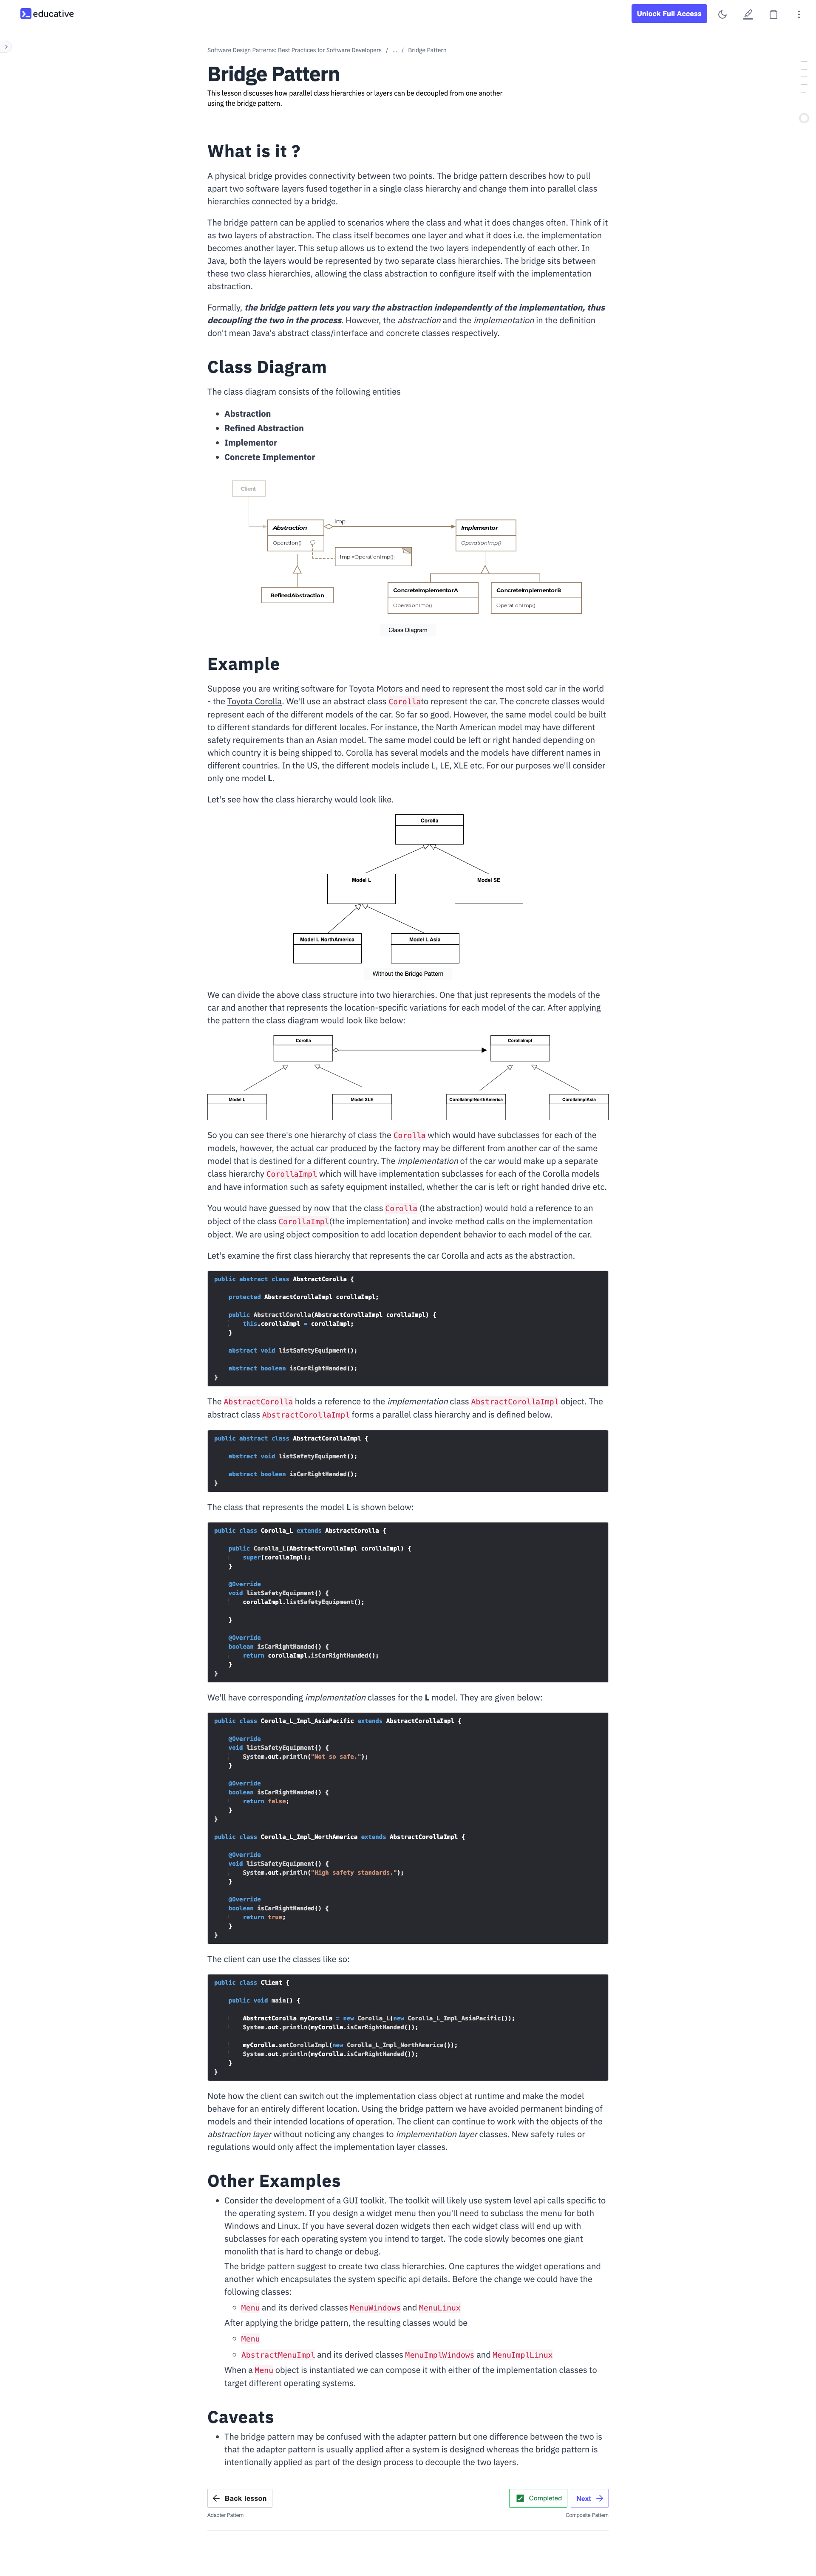 educative
Unlock Full Access
Software Design Patterns: Best Practices for Software Developers / ... / Bridge Pattern
Bridge Pattern
This lesson discusses how parallel class hierarchies or layers can be decoupled from one another
using the bridge pattern.
What is it ?
A physical bridge provides connectivity between two points. The bridge pattern describes how to pull
apart two software layers fused together in a single class hierarchy and change them into parallel class
hierarchies connected by a bridge.
The bridge pattern can be applied to scenarios where the class and what it does changes often. Think of it
as two layers of abstraction. The class itself becomes one layer and what it does i.e. the implementation
becomes another layer. This setup allows us to extend the two layers independently of each other. In
Java, both the layers would be represented by two separate class hierarchies. The bridge sits between
these two class hierarchies, allowing the class abstraction to configure itself with the implementation
abstraction.
Formally, the bridge pattern lets you vary the abstraction independently of the implementation, thus
decoupling the two in the process. However, the abstraction and the implementation in the definition
don't mean Java's abstract class/interface and concrete classes respectively.
Class Diagram
The class diagram consists of the following entities
• Abstraction
• Refined Abstraction
• Implementor
• Concrete Implementor
Client
Abstraction
Operation()
imp
Implementor
OperationImp()
imp->OperationImp();
RefinedAbstraction
ConcreteImplementorA
OperationImp()
ConcreteImplementorB
OperationImp()
Class Diagram
Example
Suppose you are writing software for Toyota Motors and need to represent the most sold car in the world
- the Toyota Corolla. We'll use an abstract class Corollato represent the car. The concrete classes would
represent each of the different models of the car. So far so good. However, the same model could be built
to different standards for different locales. For instance, the North American model may have different
safety requirements than an Asian model. The same model could be left or right handed depending on
which country it is being shipped to. Corolla has several models and the models have different names in
different countries. In the US, the different models include L, LE, XLE etc. For our purposes we'll consider
only one model L.
Let's see how the class hierarchy would look like.
Corolla
Model L
Model SE
Model L NorthAmerica
Model L Asia
Without the Bridge Pattern
We can divide the above class structure into two hierarchies. One that just represents the models of the
car and another that represents the location-specific variations for each model of the car. After applying
the pattern the class diagram would look like below:
Corolla
CorollaImpl
Model L
Model XLE
CorollaImplNorthAmerica
CorollaImplAsia
So you can see there's one hierarchy of class the Corolla which would have subclasses for each of the
models, however, the actual car produced by the factory may be different from another car of the same
model that is destined for a different country. The implementation of the car would make up a separate
class hierarchy CorollaImpl which will have implementation subclasses for each of the Corolla models
and have information such as safety equipment installed, whether the car is left or right handed drive etc.
You would have guessed by now that the class Corolla (the abstraction) would hold a reference to an
object of the class CorollaImpl(the implementation) and invoke method calls on the implementation
object. We are using object composition to add location dependent behavior to each model of the car.
Let's examine the first class hierarchy that represents the car Corolla and acts as the abstraction.
public abstract class AbstractCorolla {
protected AbstractCorollaImpl corollaImpl;
public AbstractlCorolla(AbstractCorollaImpl corollaImpl) {
this.corollaImpl = corollaImpl;
}
abstract void listSafetyEquipment();
abstract boolean isCarRightHanded();
}
The AbstractCorolla holds a reference to the implementation class AbstractCorollaImpl object. The
abstract class AbstractCorollaImpl forms a parallel class hierarchy and is defined below.
public abstract class AbstractCorollaImpl {
abstract void listSafetyEquipment();
abstract boolean isCarRightHanded();
}
The class that represents the model L is shown below:
public class Corolla_L extends AbstractCorolla {
public Corolla_L(AbstractCorollaImpl corollaImpl) {
super(corollaImpl);
}
@Override
void listSafetyEquipment() {
corollaImpl.listSafetyEquipment();
}
@Override
boolean isCarRightHanded() {
return corollaImpl.isCarRightHanded();
}
}
We'll have corresponding implementation classes for the L model. They are given below:
public class Corolla_L_Impl_AsiaPacific extends AbstractCorollaImpl {
@Override
void listSafetyEquipment() {
System.out.println("Not so safe.");
}
@Override
boolean isCarRightHanded() {
return false;
}
}
public class Corolla_L_Impl_NorthAmerica extends AbstractCorollaImpl {
@Override
void listSafetyEquipment() {
System.out.println("High safety standards.");
}
@Override
boolean isCarRightHanded() {
return true;
}
}
The client can use the classes like so:
public class Client {
public void main() {
AbstractCorolla myCorolla = new Corolla_L(new Corolla_L_Impl_AsiaPacific());
System.out.println(myCorolla.isCarRightHanded());
myCorolla.setCorollaImpl(new Corolla_L_Impl_NorthAmerica());
System.out.println(myCorolla.isCarRightHanded());
}
}
Note how the client can switch out the implementation class object at runtime and make the model
behave for an entirely different location. Using the bridge pattern we have avoided permanent binding of
models and their intended locations of operation. The client can continue to work with the objects of the
abstraction layer without noticing any changes to implementation layer classes. New safety rules or
regulations would only affect the implementation layer classes.
Other Examples
• Consider the development of a GUI toolkit. The toolkit will likely use system level api calls specific to
the operating system. If you design a widget menu then you'll need to subclass the menu for both
Windows and Linux. If you have several dozen widgets then each widget class will end up with
subclasses for each operating system you intend to target. The code slowly becomes one giant
monolith that is hard to change or debug.
The bridge pattern suggest to create two class hierarchies. One captures the widget operations and
another which encapsulates the system specific api details. Before the change we could have the
following classes:
◦ Menu and its derived classes MenuWindows and MenuLinux
After applying the bridge pattern, the resulting classes would be
◦ Menu
◦ AbstractMenuImpl and its derived classes MenuImplWindows and MenuImplLinux
When a Menu object is instantiated we can compose it with either of the implementation classes to
target different operating systems.
Caveats
• The bridge pattern may be confused with the adapter pattern but one difference between the two is
that the adapter pattern is usually applied after a system is designed whereas the bridge pattern is
intentionally applied as part of the design process to decouple the two layers.
Back lesson
Completed
Next
Adapter Pattern
Composite Pattern